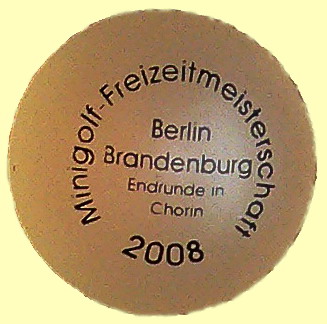 Minigolf-Freizeitmeisterschaft
Berlin
Brandenburg
Endrunde in
Chorin
2008